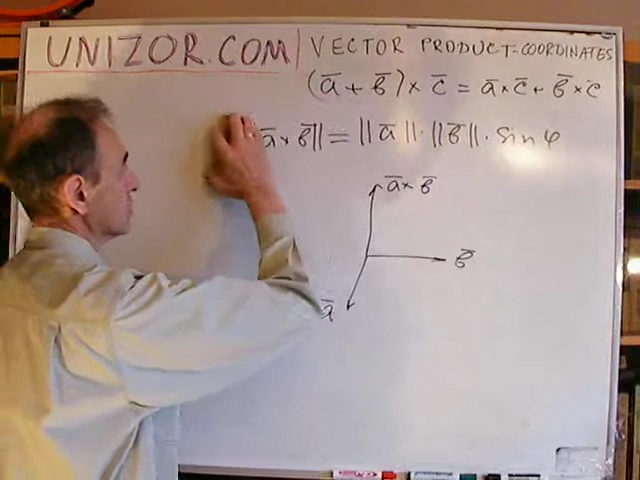 UNIZOR.COM | VECTOR PRODUCT-COORDINATES
(a̅ + b̅) × c̅ = a̅×c̅ + b̅×c̅
a̅×b̅|| = ||a̅||·||b̅||·sin φ
a̅×b̅
b̅
a̅